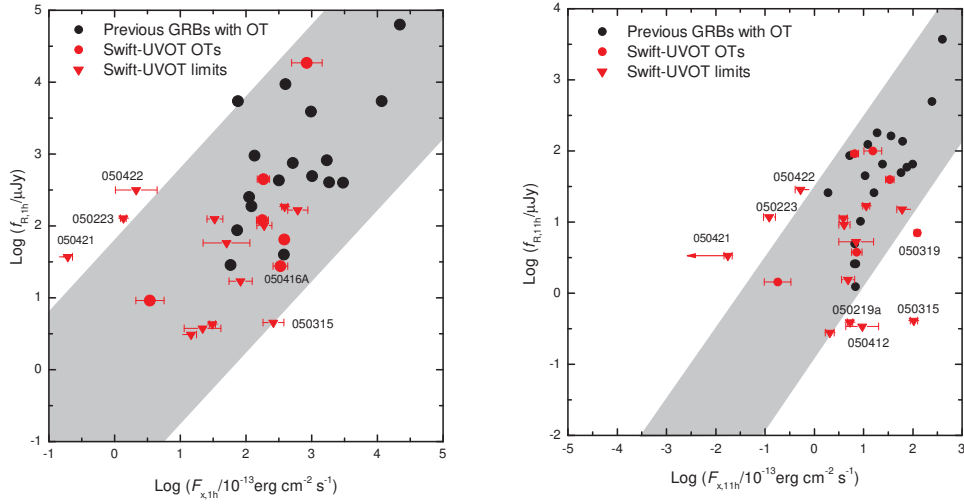 Previous GRBs with OT
Swift-UVOT OTs
Swift-UVOT limits
050422
050223
050421
050416A
050315
5
4
3
2
1
0
-1
-1 0 1 2 3 4 5
Log (f_R,1h/μJy)
Log (F_x,1h/10^-13 erg cm^-2 s^-1)
Previous GRBs with OT
Swift-UVOT OTs
Swift-UVOT limits
050422
050223
050421
050319
050219a
050315
050412
4
3
2
1
0
-1
-2
-5 -4 -3 -2 -1 0 1 2 3
Log (f_R,11h/μJy)
Log (F_x,11h/10^-13 erg cm^-2 s^-1)